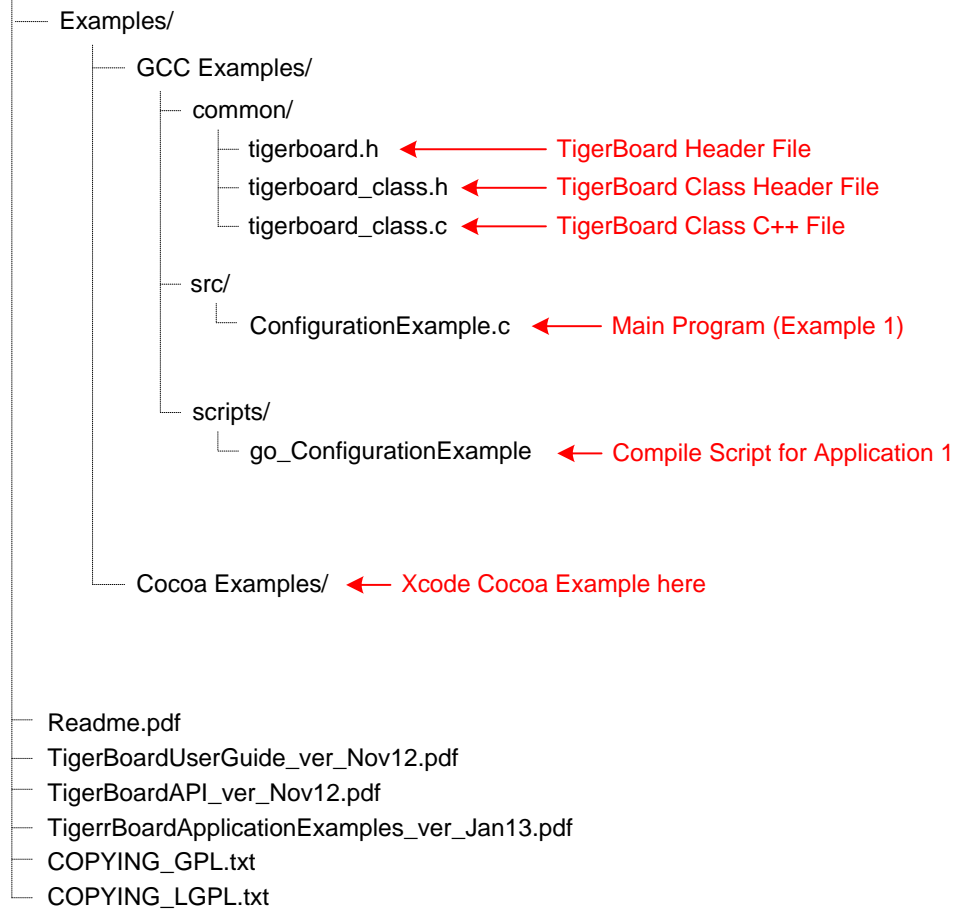 Examples/
GCC Examples/
common/
tigerboard.h TigerBoard Header File
tigerboard_class.h TigerBoard Class Header File
tigerboard_class.c TigerBoard Class C++ File
src/
ConfigurationExample.c Main Program (Example 1)
scripts/
go_ConfigurationExample Compile Script for Application 1
Cocoa Examples/ Xcode Cocoa Example here
Readme.pdf
TigerBoardUserGuide_ver_Nov12.pdf
TigerBoardAPI_ver_Nov12.pdf
TigerrBoardApplicationExamples_ver_Jan13.pdf
COPYING_GPL.txt
COPYING_LGPL.txt